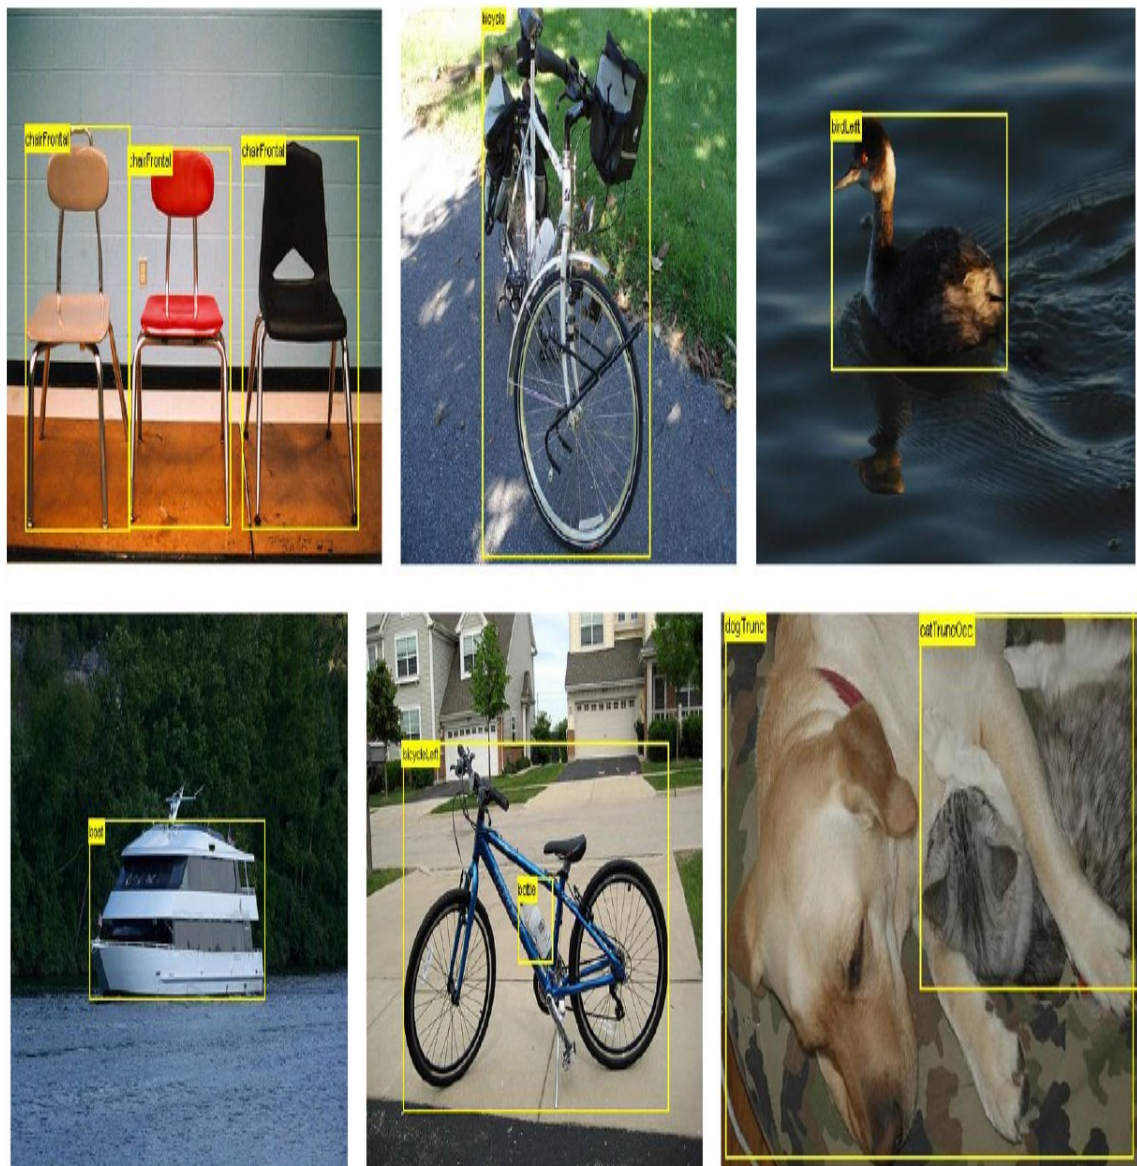 chairFrontal
chairFrontal
chairFrontal
bicycle
birdLeft
boat
bicycleLeft
bottle
dogTrunc
catTruncOcc